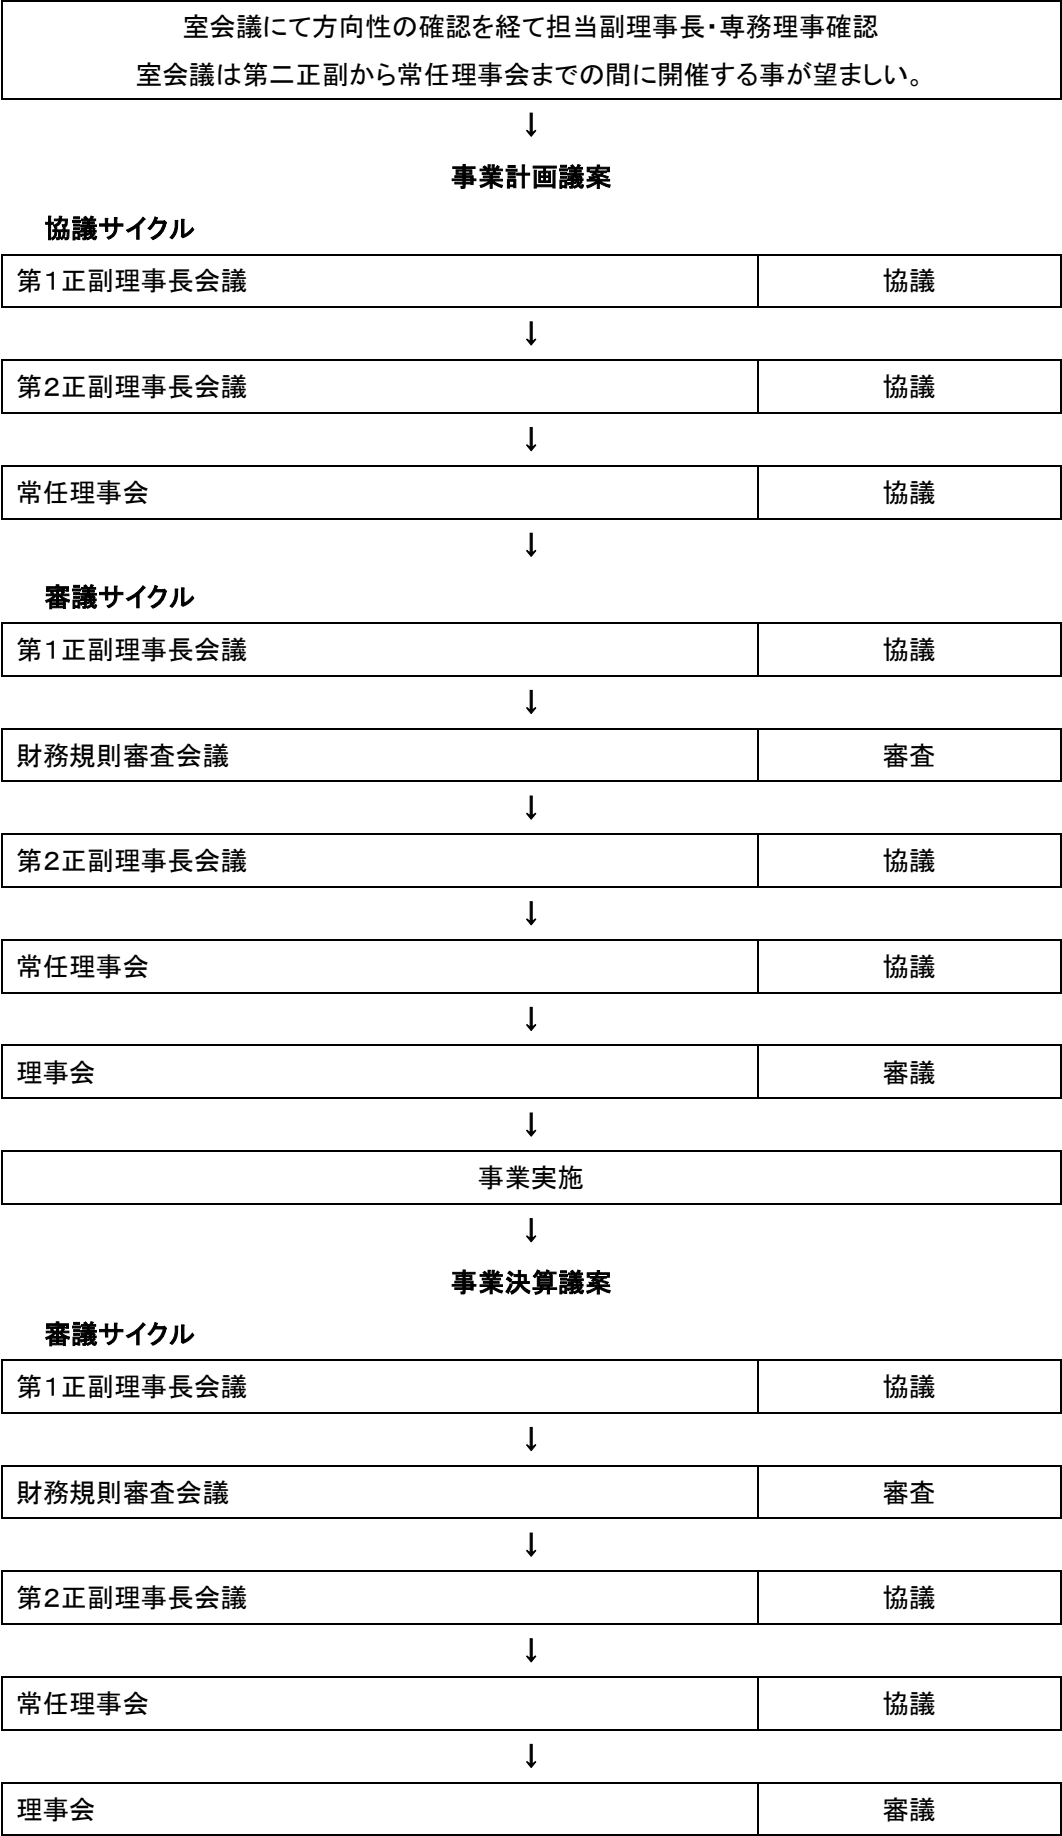 室会議にて方向性の確認を経て担当副理事長・専務理事確認
室会議は第二正副から常任理事会までの間に開催する事が望ましい。
↓
事業計画議案
協議サイクル
第1正副理事長会議 協議
↓
第2正副理事長会議 協議
↓
常任理事会 協議
↓
審議サイクル
第1正副理事長会議 協議
↓
財務規則審査会議 審査
↓
第2正副理事長会議 協議
↓
常任理事会 協議
↓
理事会 審議
↓
事業実施
↓
事業決算議案
審議サイクル
第1正副理事長会議 協議
↓
財務規則審査会議 審査
↓
第2正副理事長会議 協議
↓
常任理事会 協議
↓
理事会 審議